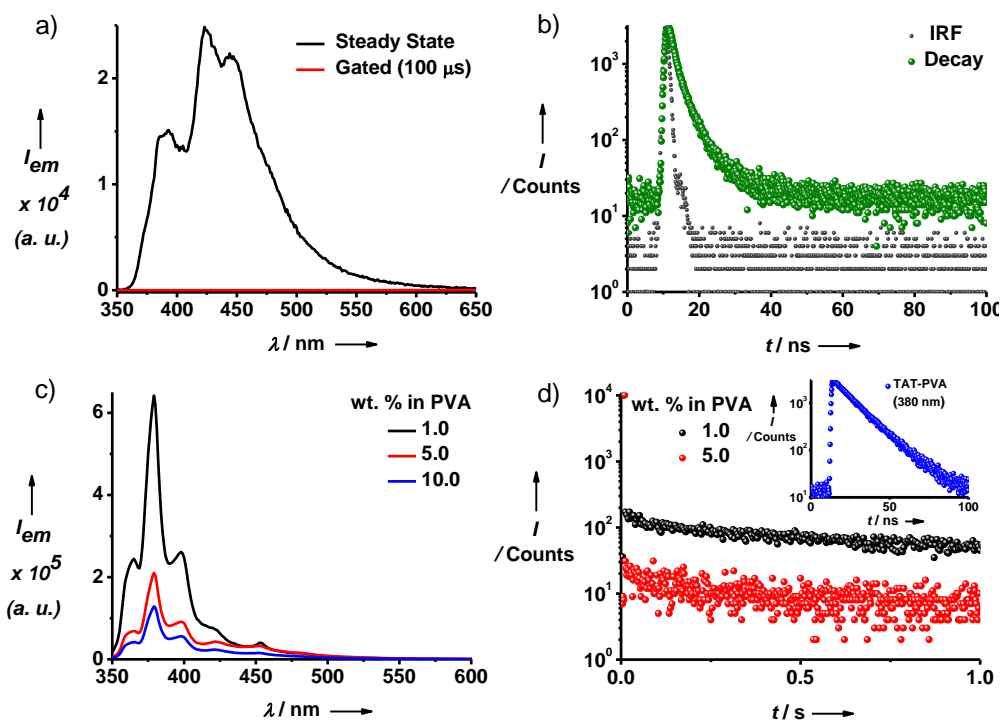 a)
Steady State
Gated (100 μs)
I_em
x 10^4
(a. u.)
2
1
0
350 400 450 500 550 600 650
λ / nm
b)
IRF
Decay
I
/ Counts
10^3
10^2
10^1
10^0
0 20 40 60 80 100
t / ns
c)
wt. % in PVA
1.0
5.0
10.0
I_em
x 10^5
(a. u.)
6
4
2
0
350 400 450 500 550 600
λ / nm
d)
wt. % in PVA
1.0
5.0
I
/ Counts
10^4
10^3
10^2
10^1
10^0
0.0 0.5 1.0
t / s
TAT-PVA
(380 nm)
I
/Counts
10^3
10^2
10^1
0 50 100
t / ns